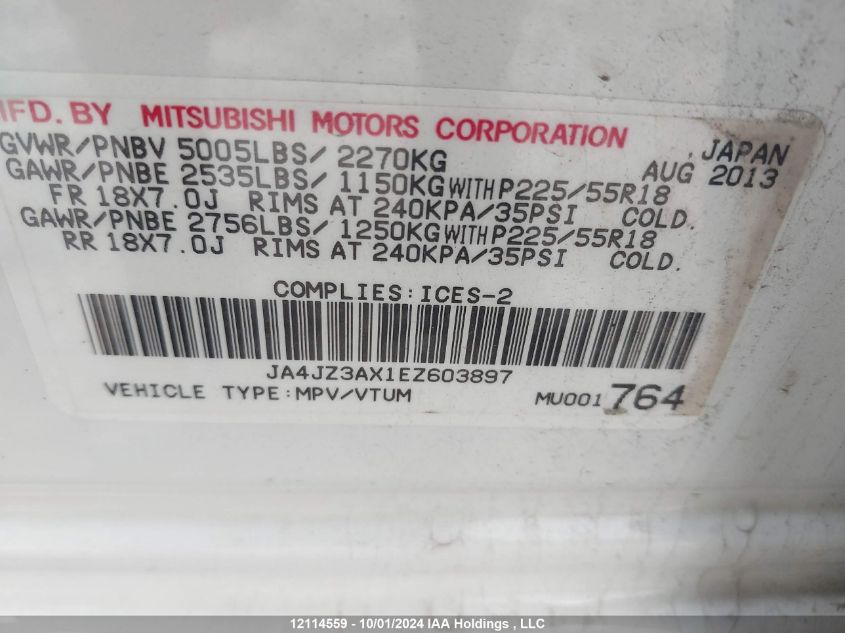 MFD. BY MITSUBISHI MOTORS CORPORATION
GVWR/PNBV 5005LBS/ 2270KG JAPAN
AUG 2013
GAWR/PNBE 2535LBS/ 1150KG WITH P225/55R18
FR 18X7.0J RIMS AT 240KPA/35PSI COLD.
GAWR/PNBE 2756LBS/ 1250KG WITH P225/55R18
RR 18X7.0J RIMS AT 240KPA/35PSI COLD.
COMPLIES:ICES-2
JA4JZ3AX1EZ603897
VEHICLE TYPE:MPV/VTUM MU001 764
12114559 - 10/01/2024 IAA Holdings , LLC